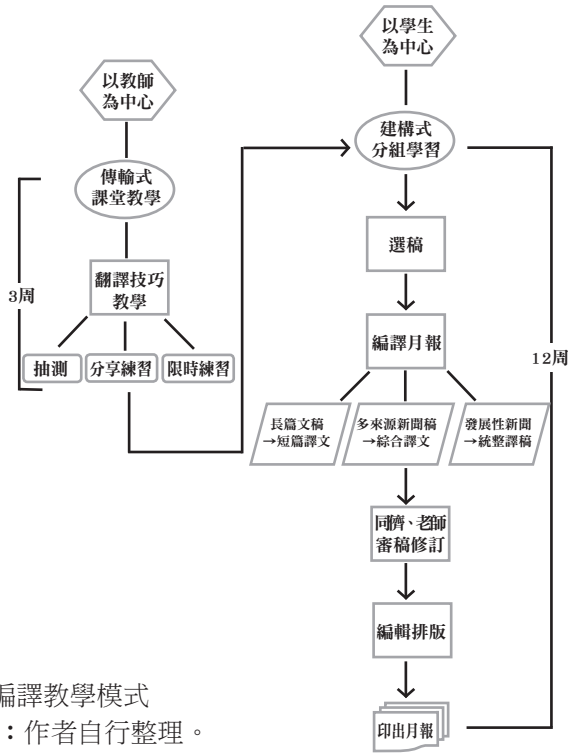 以教師
為中心
傳輸式
課堂教學
3周
翻譯技巧
教學
抽測
分享練習
限時練習
以學生
為中心
建構式
分組學習
選稿
編譯月報
12周
長篇文稿
→短篇譯文
多來源新聞稿
→綜合譯文
發展性新聞
→統整譯稿
同儕、老師
審稿修訂
編輯排版
印出月報
編譯教學模式
：作者自行整理。